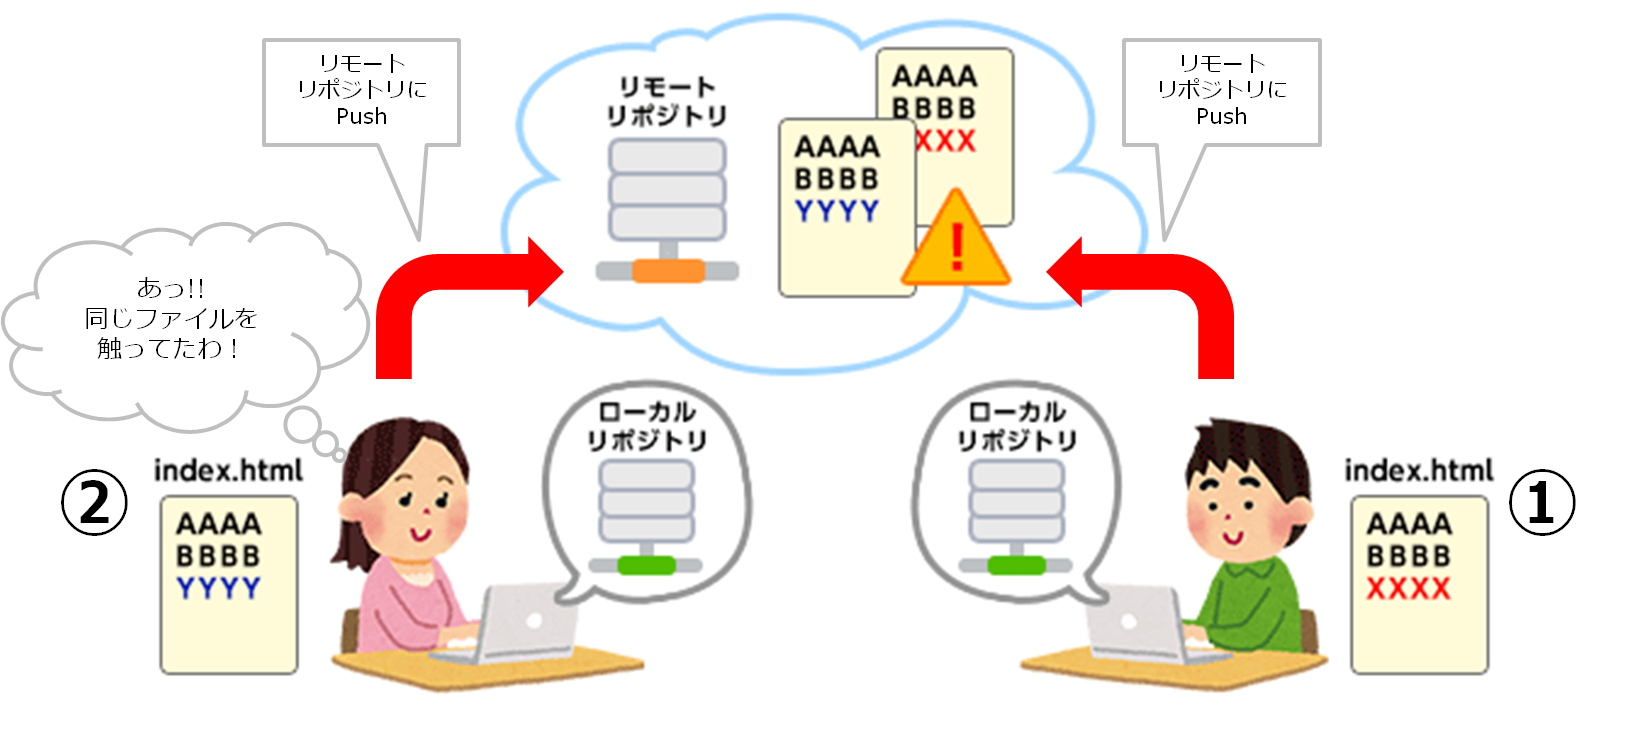 リモート
リポジトリに
Push
リモート
リポジトリ
AAAA
BBBB
XXX
AAAA
BBBB
YYYY
!
リモート
リポジトリに
Push
あっ!!
同じファイルを
触ってたわ！
ローカル
リポジトリ
ローカル
リポジトリ
②
index.html
AAAA
BBBB
YYYY
index.html
①
AAAA
BBBB
XXXX